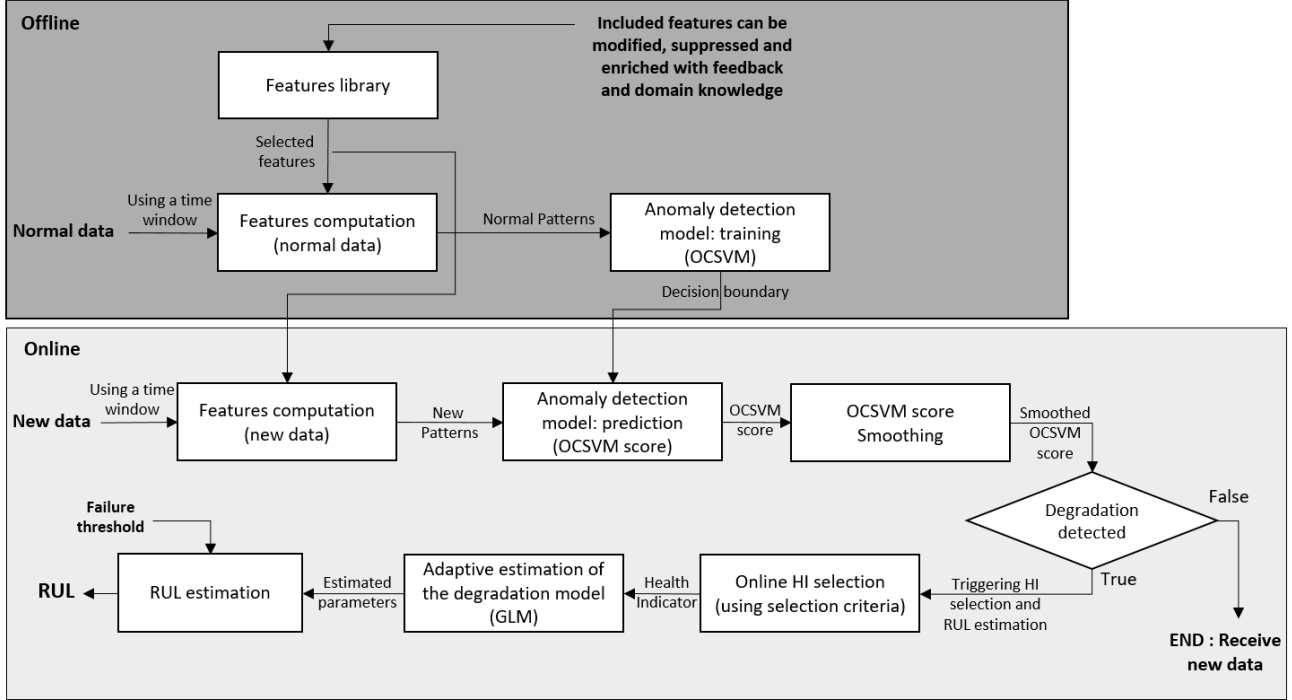 Offline
Included features can be
modified, suppressed and
enriched with feedback
and domain knowledge
Features library
Selected
features
Using a time
window
Normal data
Features computation
(normal data)
Normal Patterns
Anomaly detection
model: training
(OCSVM)
Decision boundary
Online
Using a time
window
New data
Features computation
(new data)
New
Patterns
Anomaly detection
model: prediction
(OCSVM score)
OCSVM
score
OCSVM score
Smoothing
Smoothed
OCSVM
score
Degradation
detected
False
True
END : Receive
new data
Triggering HI
selection and
RUL estimation
Online HI selection
(using selection criteria)
Health
Indicator
Adaptive estimation of
the degradation model
(GLM)
Estimated
parameters
Failure
threshold
RUL estimation
RUL